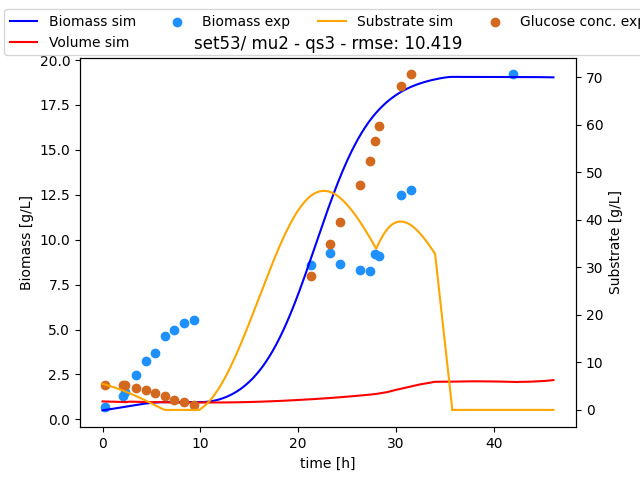 Biomass sim
Biomass exp
Substrate sim
Glucose conc. exp
Volume sim
set53/ mu2 - qs3 - rmse: 10.419
20.0
17.5
15.0
12.5
10.0
7.5
5.0
2.5
0.0
Biomass [g/L]
70
60
50
40
30
20
10
0
Substrate [g/L]
0
10
20
30
40
time [h]